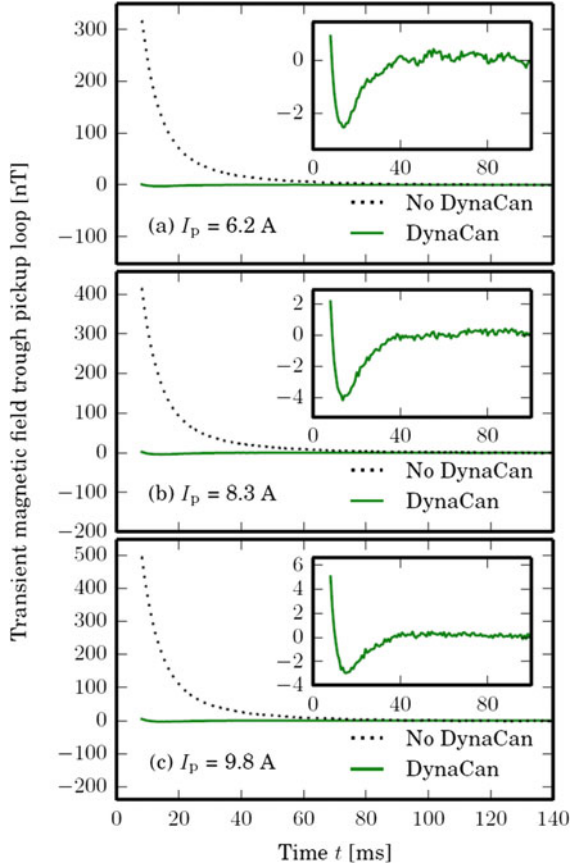 Transient magnetic field trough pickup loop [nT]
300
200
100
0
−100
0
−2
0 40 80
No DynaCan
(a) Ip = 6.2 A
DynaCan
400
300
200
100
0
−100
−200
2
0
−2
−4
0 40 80
No DynaCan
(b) Ip = 8.3 A
DynaCan
500
400
300
200
100
0
−100
−200
6
4
2
0
−2
−4
0 40 80
No DynaCan
(c) Ip = 9.8 A
DynaCan
0 20 40 60 80 100 120 140
Time t [ms]